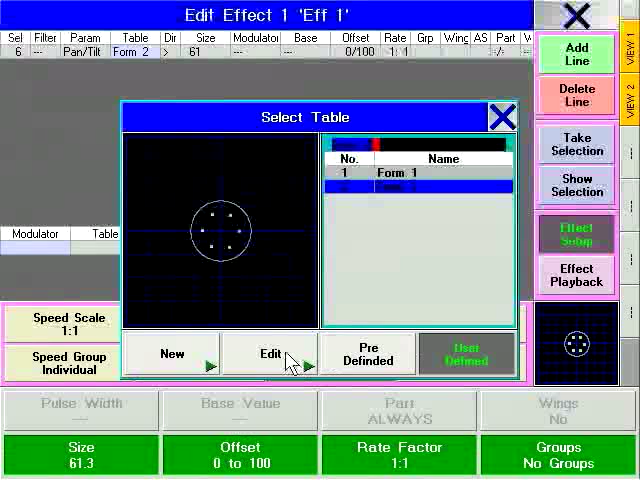 Edit Effect 1 'Eff 1'
Sel Filter Param Table Dir Size Modulator Base Offset Rate Grp Wing AS Part W
6 --- Pan/Tilt Form 2 > 61 --- --- 0/100 1: 1 --- --- --- -/-
Add
Line
Delete
Line
Take
Selection
Show
Selection
Effect
Setup
Effect
Playback
VIEW 1
VIEW 2
Select Table
No. Name
1 Form 1
Modulator Table
Speed Scale
1:1
Speed Group
Individual
New
Edit
Pre
Definded
User
Defined
Pulse Width
---
Base Value
---
Part
ALWAYS
Wings
No
Size
61.3
Offset
0 to 100
Rate Factor
1:1
Groups
No Groups